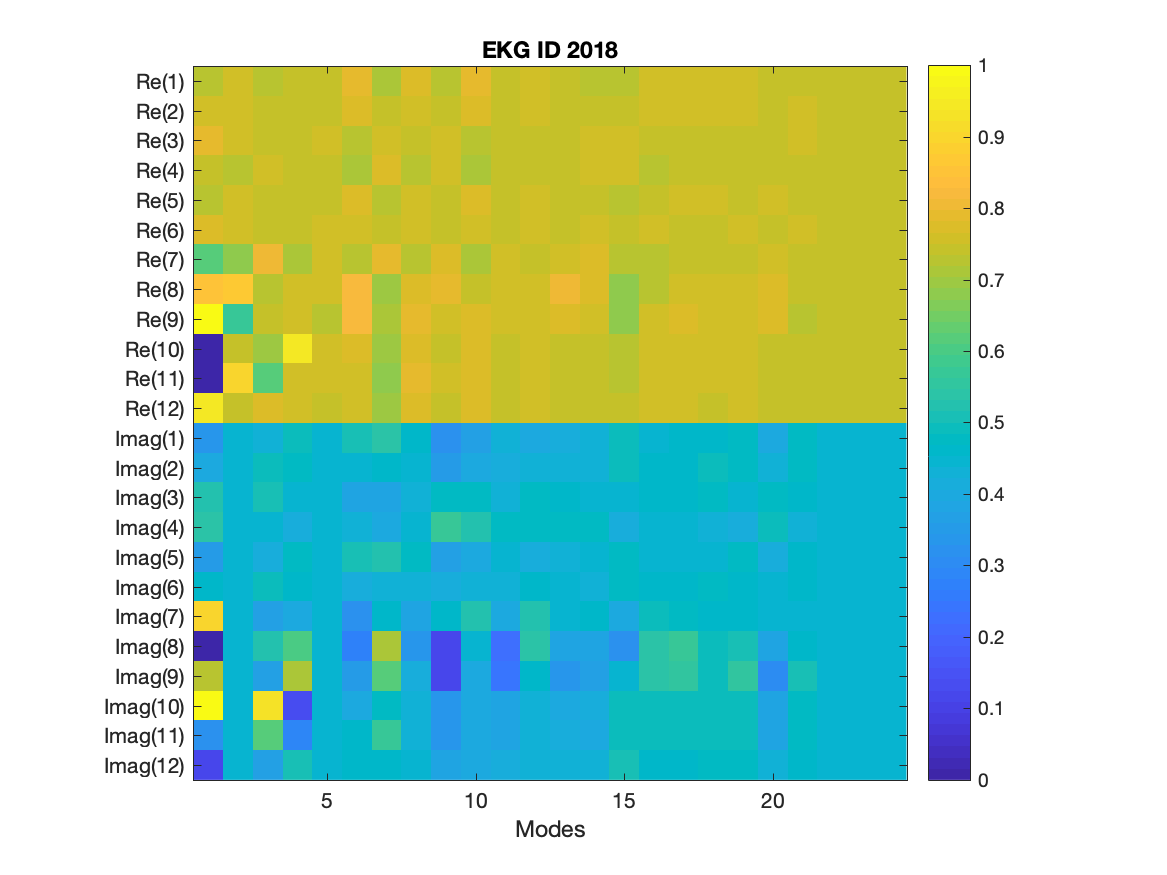 EKG ID 2018
Re(1)
Re(2)
Re(3)
Re(4)
Re(5)
Re(6)
Re(7)
Re(8)
Re(9)
Re(10)
Re(11)
Re(12)
Imag(1)
Imag(2)
Imag(3)
Imag(4)
Imag(5)
Imag(6)
Imag(7)
Imag(8)
Imag(9)
Imag(10)
Imag(11)
Imag(12)
5 10 15 20
Modes
1
0.9
0.8
0.7
0.6
0.5
0.4
0.3
0.2
0.1
0